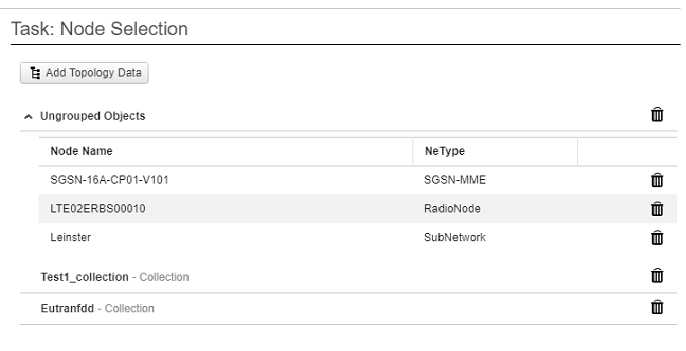 Task: Node Selection
Add Topology Data
Ungrouped Objects
Node Name NeType
SGSN-16A-CP01-V101 SGSN-MME
LTE02ERBS00010 RadioNode
Leinster SubNetwork
Test1_collection - Collection
Eutranfdd - Collection